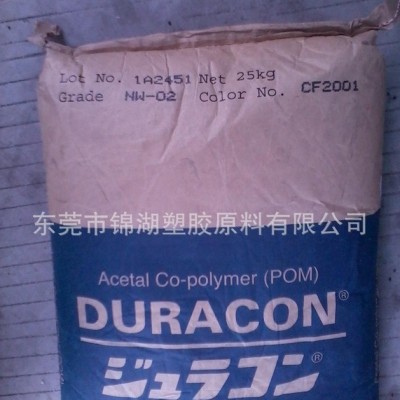 Lot No. 1A2451 Net 25kg
Grade NW-02 Color No. CF2001
东莞市锦湖塑胶原料有限公司
Acetal Co-polymer (POM)
DURACON®
ジュラコン®